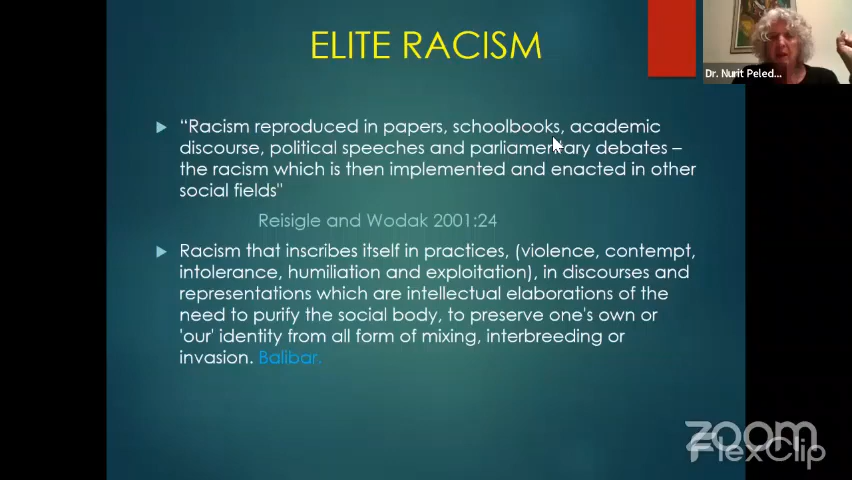 ELITE RACISM
Dr. Nurit Peled...
“Racism reproduced in papers, schoolbooks, academic
discourse, political speeches and parliamentary debates –
the racism which is then implemented and enacted in other
social fields"
Reisigle and Wodak 2001:24
Racism that inscribes itself in practices, (violence, contempt,
intolerance, humiliation and exploitation), in discourses and
representations which are intellectual elaborations of the
need to purify the social body, to preserve one's own or
'our' identity from all form of mixing, interbreeding or
invasion. Balibar.
zoom
FlexClip